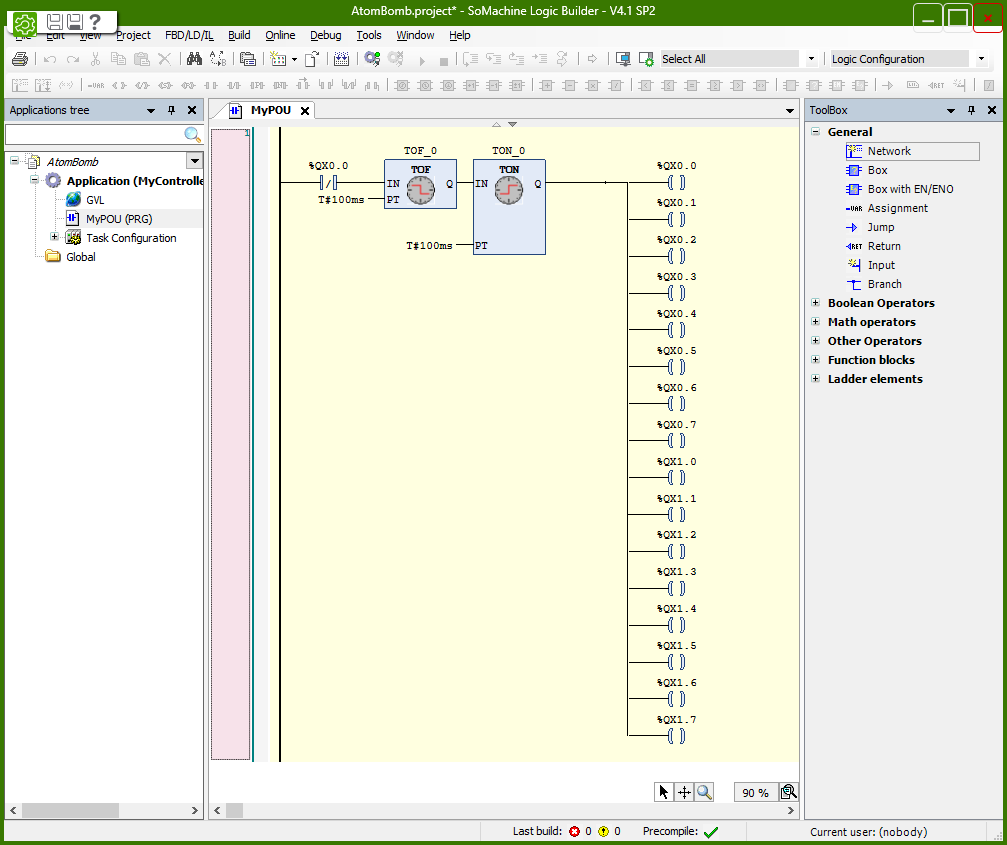 AtomBomb.project* - SoMachine Logic Builder - V4.1 SP2
Edit View Project FBD/LD/IL Build Online Debug Tools Window Help
Select All
Logic Configuration
Applications tree
MyPOU
ToolBox
AtomBomb
Application (MyControlle
GVL
MyPOU (PRG)
Task Configuration
Global
1
TOF_0
TON_0
%QX0.0
TOF
TON
IN
Q
IN
Q
T#100ms
PT
T#100ms
PT
%QX0.0
%QX0.1
%QX0.2
%QX0.3
%QX0.4
%QX0.5
%QX0.6
%QX0.7
%QX1.0
%QX1.1
%QX1.2
%QX1.3
%QX1.4
%QX1.5
%QX1.6
%QX1.7
General
Network
Box
Box with EN/ENO
-VAR Assignment
Jump
RET Return
Input
Branch
Boolean Operators
Math operators
Other Operators
Function blocks
Ladder elements
90 %
Last build: 0 0 Precompile:
Current user: (nobody)